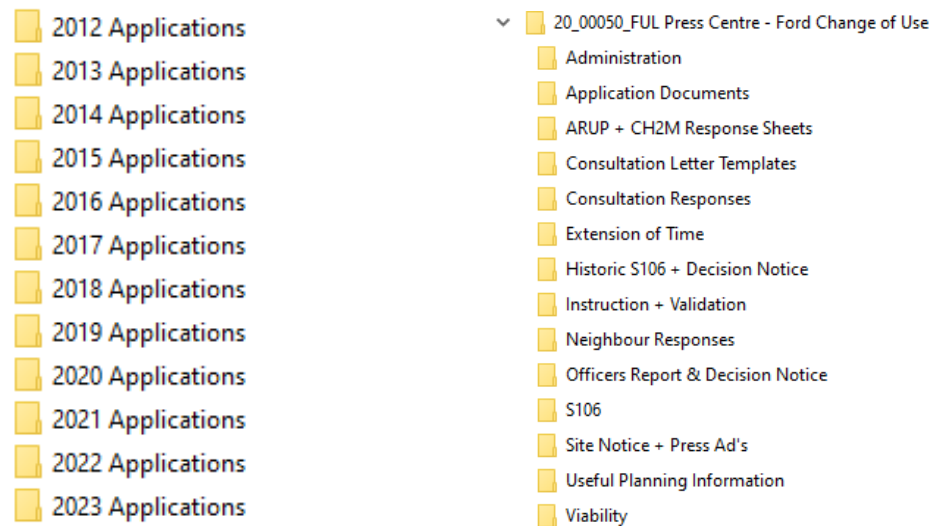 2012 Applications
2013 Applications
2014 Applications
2015 Applications
2016 Applications
2017 Applications
2018 Applications
2019 Applications
2020 Applications
2021 Applications
2022 Applications
2023 Applications
20_00050_FUL Press Centre - Ford Change of Use
Administration
Application Documents
ARUP + CH2M Response Sheets
Consultation Letter Templates
Consultation Responses
Extension of Time
Historic S106 + Decision Notice
Instruction + Validation
Neighbour Responses
Officers Report & Decision Notice
S106
Site Notice + Press Ad's
Useful Planning Information
Viability